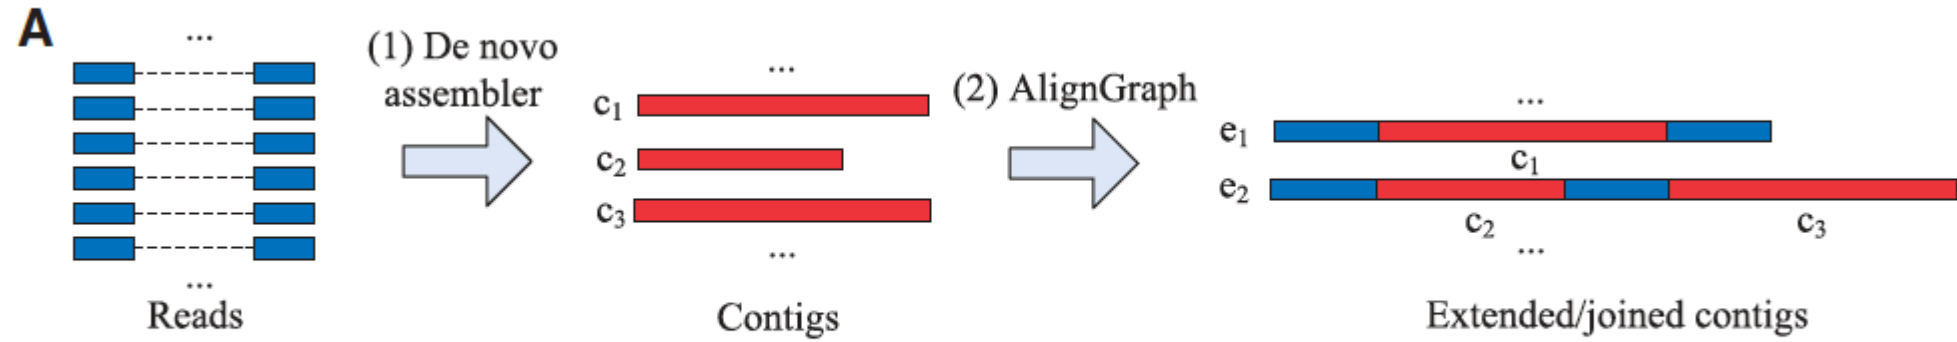 A
...
...
Reads
(1) De novo
assembler
...
c₁
c₂
c₃
...
Contigs
(2) AlignGraph
...
e₁
c₁
e₂
c₂ c₃
...
Extended/joined contigs